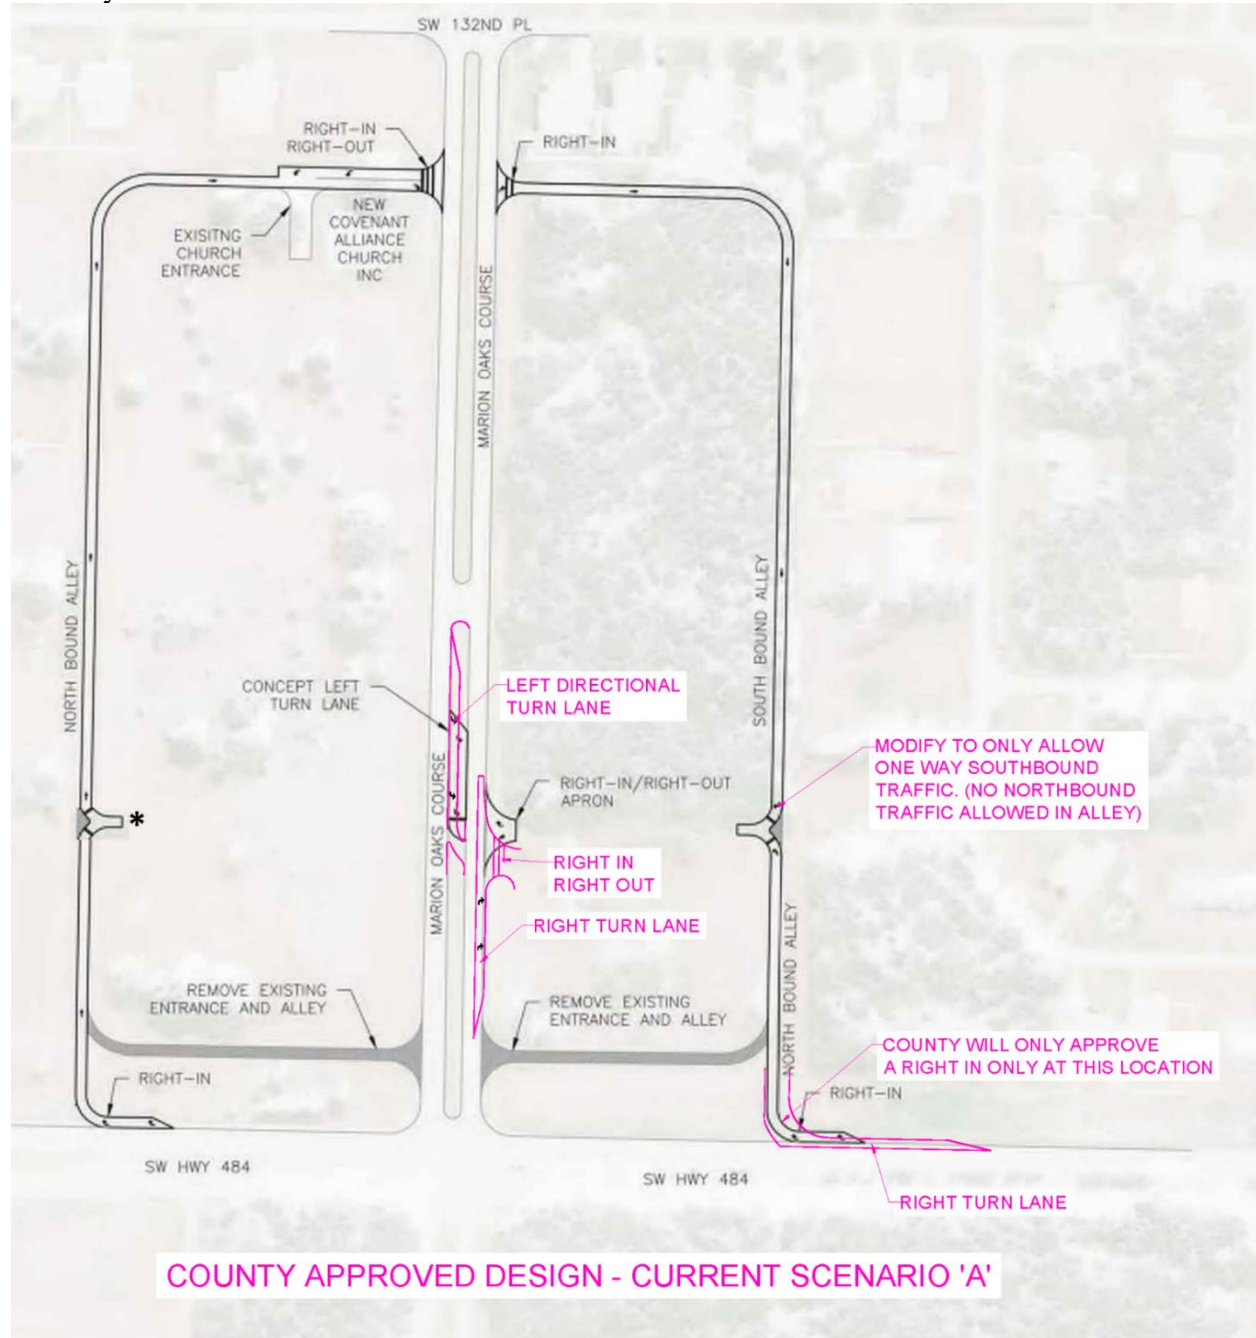 SW 132ND PL
RIGHT-IN
RIGHT-OUT
RIGHT-IN
EXISITNG
CHURCH
ENTRANCE
NEW
COVENANT
ALLIANCE
CHURCH
INC
MARION OAKS COURSE
NORTH BOUND ALLEY
SOUTH BOUND ALLEY
CONCEPT LEFT
TURN LANE
LEFT DIRECTIONAL
TURN LANE
MARION OAKS COURSE
RIGHT-IN/RIGHT-OUT
APRON
MODIFY TO ONLY ALLOW
ONE WAY SOUTHBOUND
TRAFFIC. (NO NORTHBOUND
TRAFFIC ALLOWED IN ALLEY)
*
RIGHT IN
RIGHT OUT
RIGHT TURN LANE
NORTH BOUND ALLEY
REMOVE EXISTING
ENTRANCE AND ALLEY
REMOVE EXISTING
ENTRANCE AND ALLEY
COUNTY WILL ONLY APPROVE
A RIGHT IN ONLY AT THIS LOCATION
RIGHT-IN
RIGHT-IN
SW HWY 484
SW HWY 484
RIGHT TURN LANE
COUNTY APPROVED DESIGN - CURRENT SCENARIO 'A'